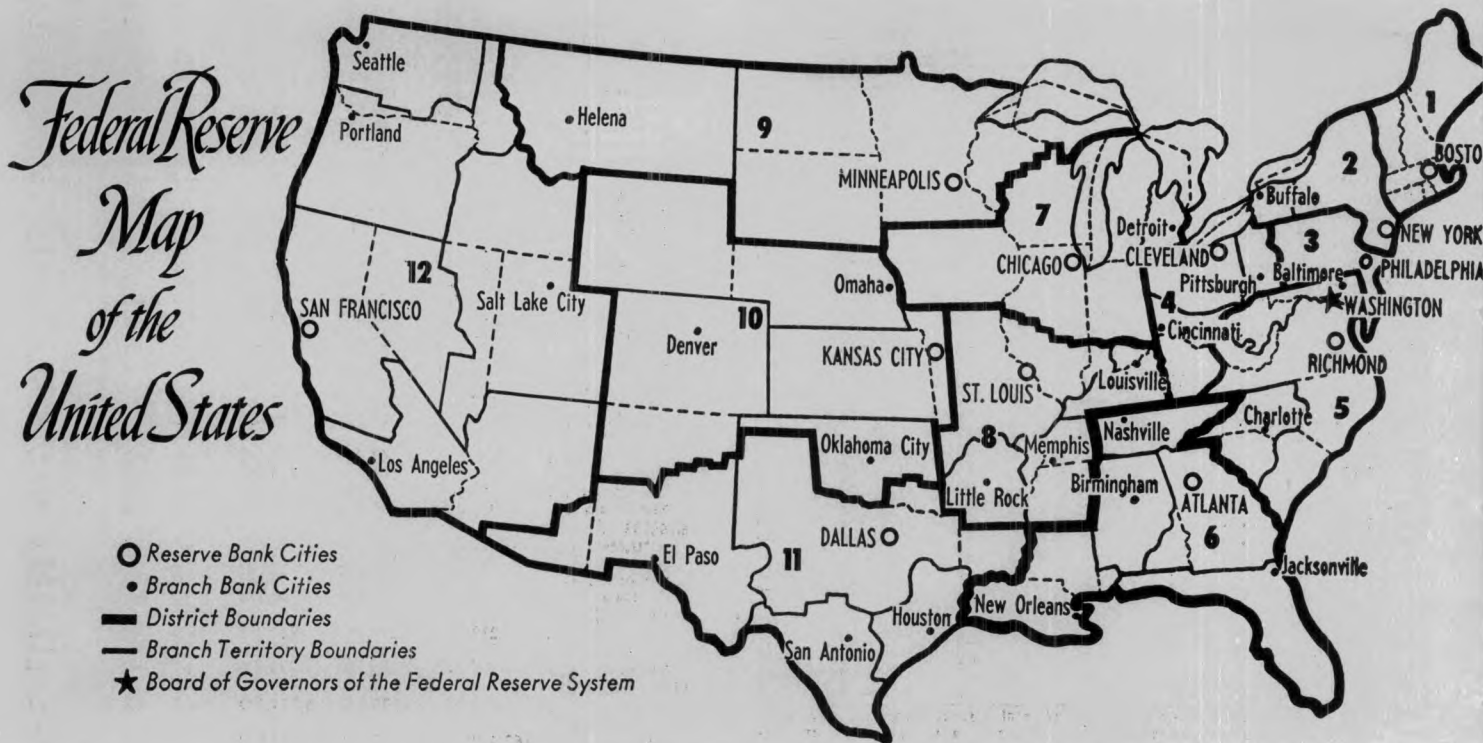 Federal Reserve
Map
of the
United States
Seattle
Portland
Helena
9
MINNEAPOLIS
7
Detroit
CHICAGO
CLEVELAND
Buffalo
1
BOSTO
2
NEW YORK
3
Pittsburgh
Baltimore
PHILADELPHIA
WASHINGTON
12
SAN FRANCISCO
Salt Lake City
Omaha
10
Denver
KANSAS CITY
ST. LOUIS
Louisville
4
Cincinnati
RICHMOND
5
Charlotte
Los Angeles
Oklahoma City
8
Memphis
Nashville
Little Rock
Birmingham
ATLANTA
6
El Paso
11
DALLAS
Houston
San Antonio
New Orleans
Jacksonville
Reserve Bank Cities
Branch Bank Cities
District Boundaries
Branch Territory Boundaries
Board of Governors of the Federal Reserve System